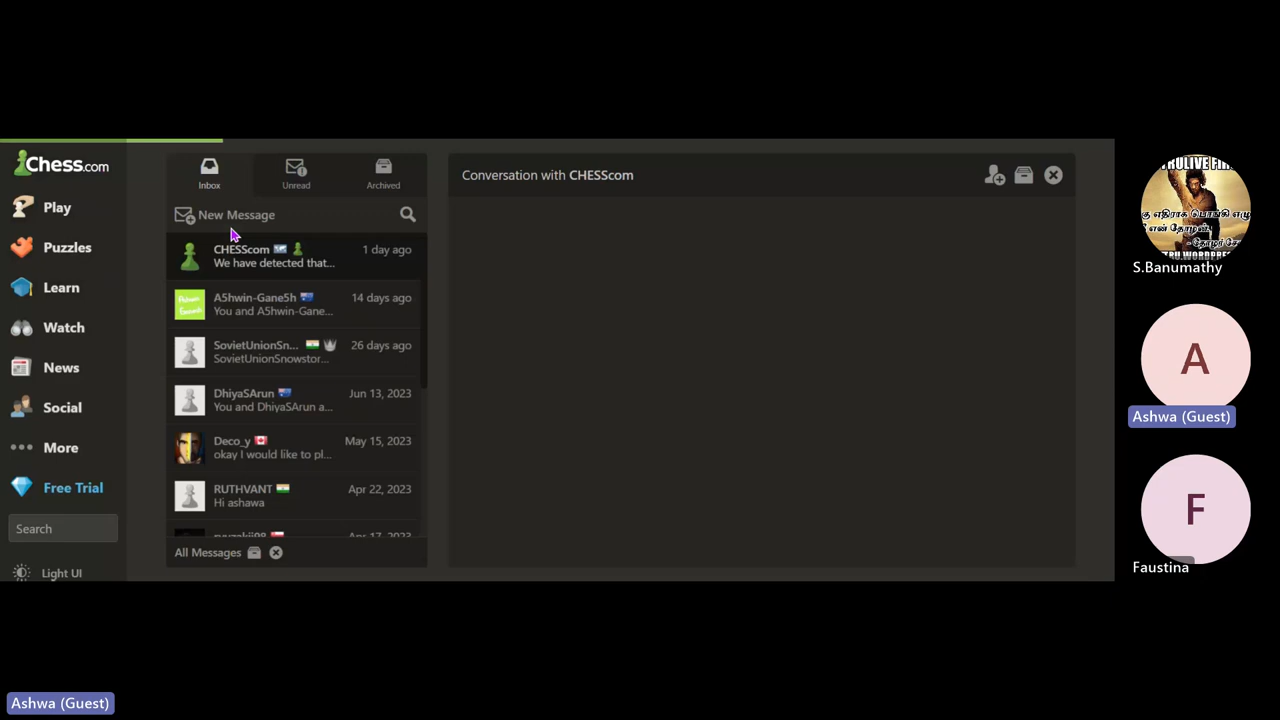 Chess.com
Play
Puzzles
Learn
Watch
News
Social
More
Free Trial
Search
Light UI
Inbox
Unread
Archived
New Message
CHESScom
1 day ago
We have detected that...
A5hwin-Gane5h
14 days ago
You and A5hwin-Gane...
SovietUnionSn...
26 days ago
SovietUnionSnowstor...
DhiyaSArun
Jun 13, 2023
You and DhiyaSArun a...
Deco_y
May 15, 2023
okay I would like to pl...
RUTHVANT
Apr 22, 2023
Hi ashawa
Apr 17, 2023
All Messages
Conversation with CHESScom
S.Banumathy
A
Ashwa (Guest)
F
Faustina
Ashwa (Guest)